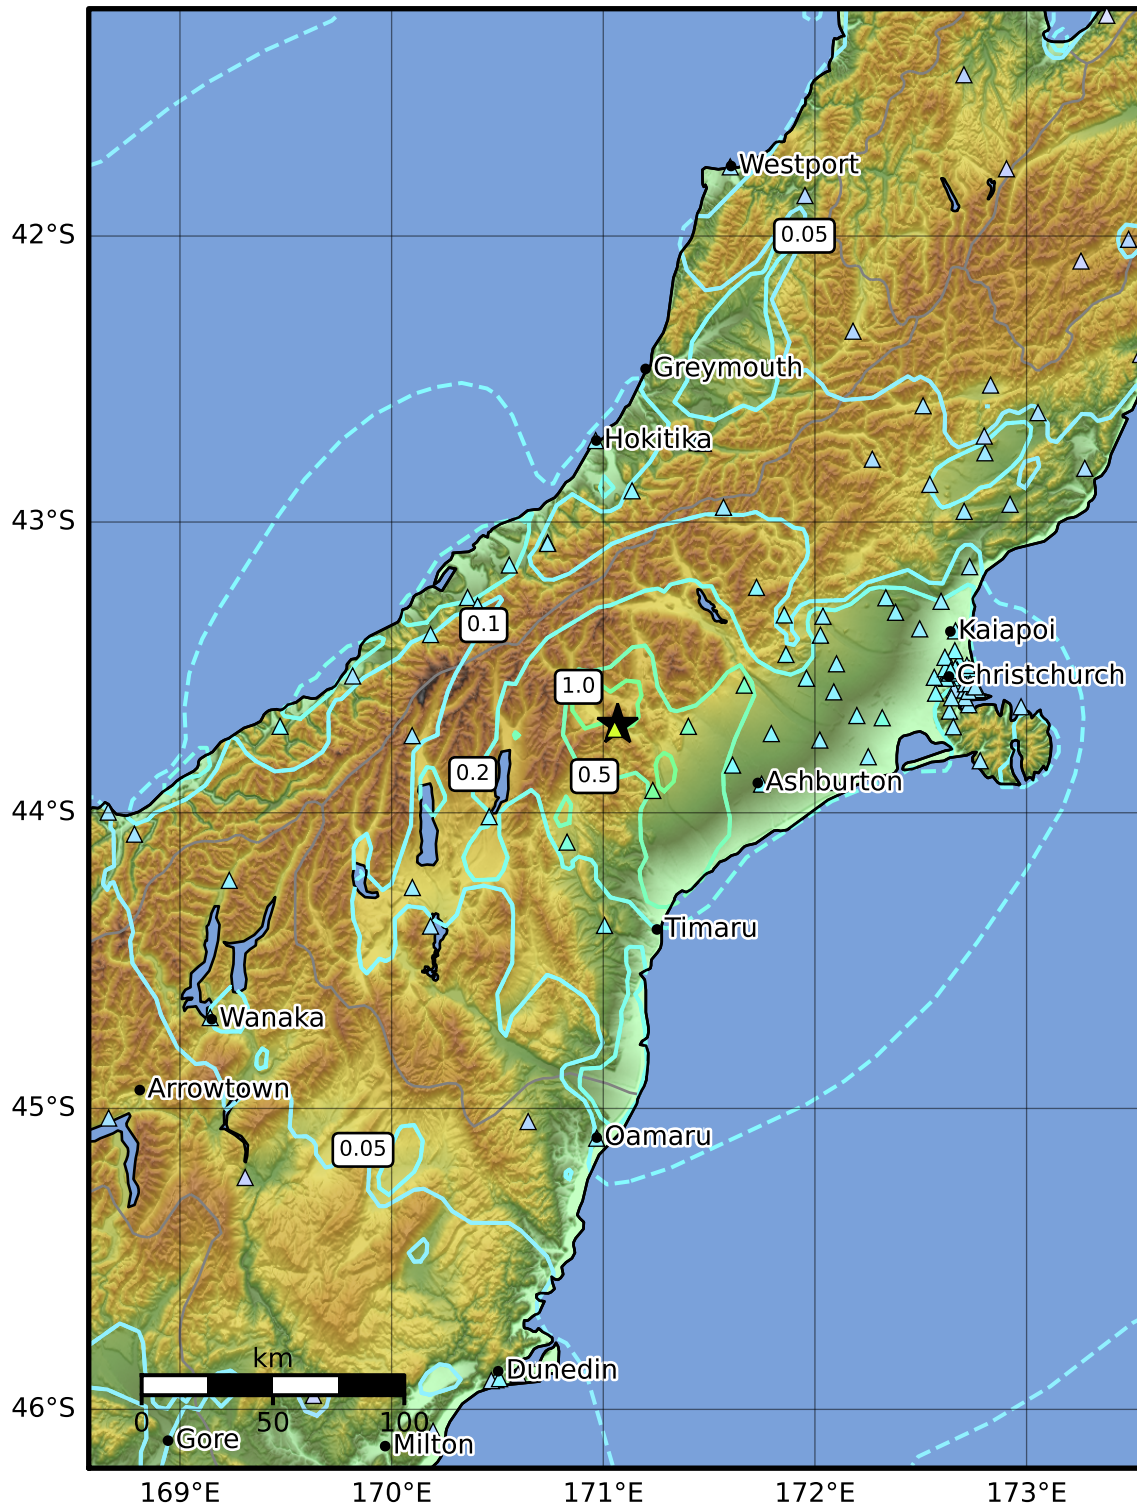 Westport
42°S
0.05
Greymouth
Hokitika
43°S
0.1
Kaiapoi
Christchurch
1.0
0.2
0.5
Ashburton
44°S
Timaru
Wanaka
Arrowtown
45°S
Oamaru
0.05
km
Dunedin
46°S
0 50 100
Gore
Milton
169°E 170°E 171°E 172°E 173°E